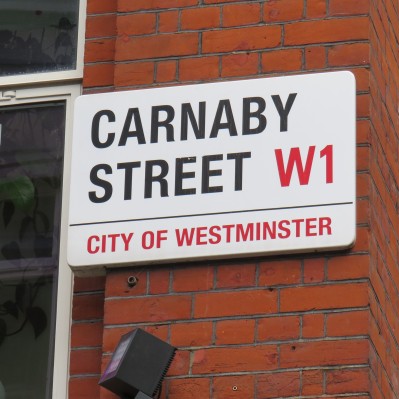 CARNABY
STREET W1
CITY OF WESTMINSTER